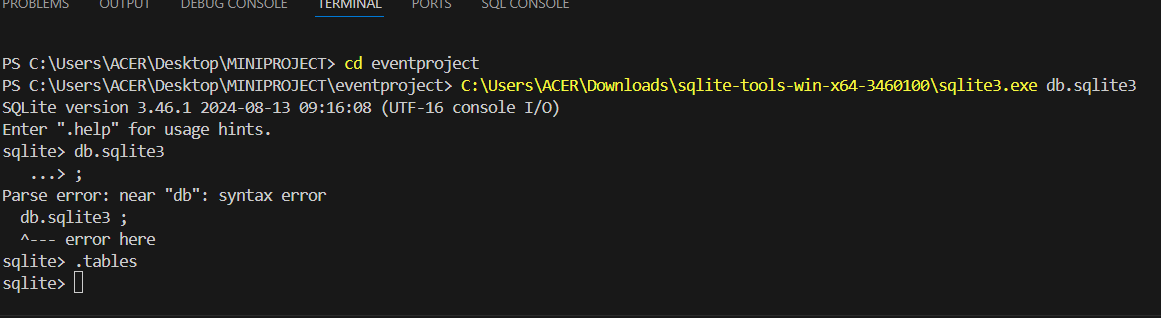 PROBLEMS OUTPUT DEBUG CONSOLE TERMINAL PORTS SQL CONSOLE
PS C:\Users\ACER\Desktop\MINIPROJECT> cd eventproject
PS C:\Users\ACER\Desktop\MINIPROJECT\eventproject> C:\Users\ACER\Downloads\sqlite-tools-win-x64-3460100\sqlite3.exe db.sqlite3
SQLite version 3.46.1 2024-08-13 09:16:08 (UTF-16 console I/O)
Enter ".help" for usage hints.
sqlite> db.sqlite3
   ...> ;
Parse error: near "db": syntax error
  db.sqlite3 ;
  ^--- error here
sqlite> .tables
sqlite>